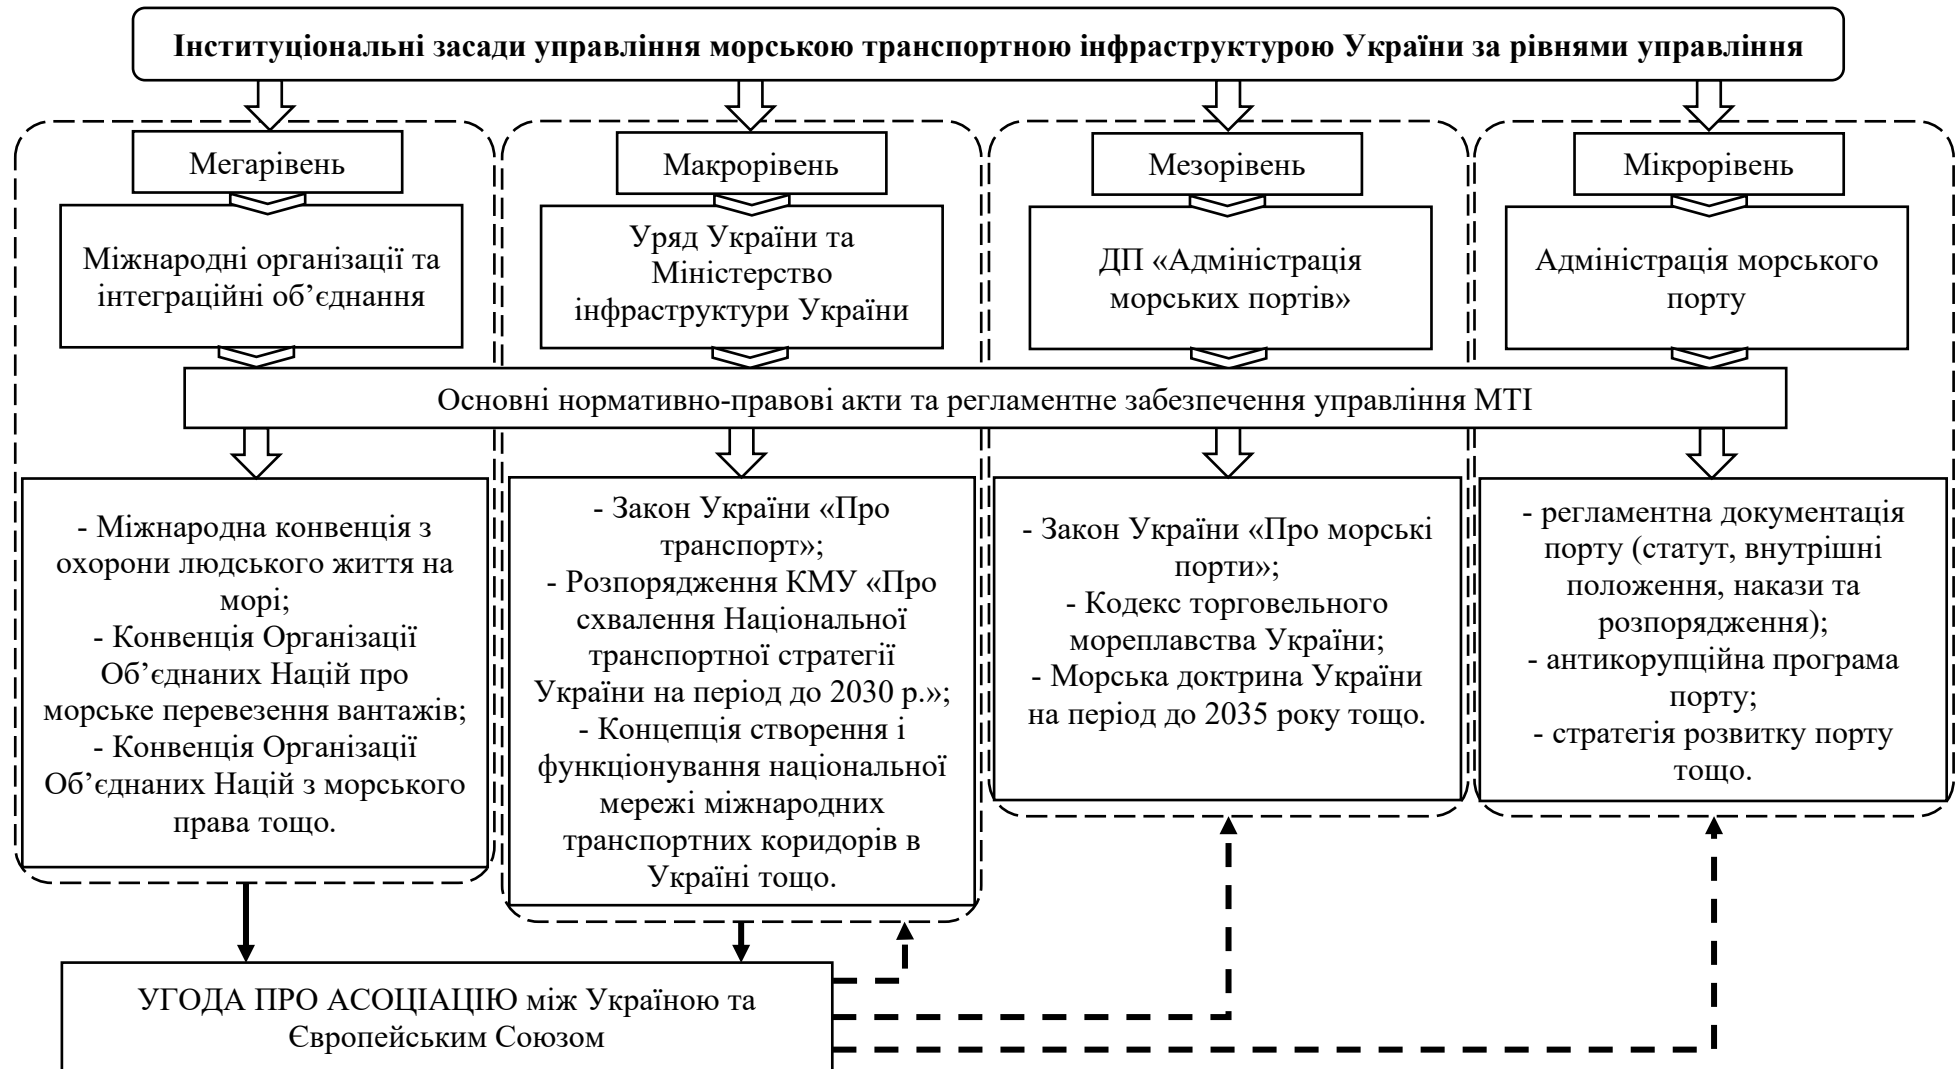 Інституціональні засади управління морською транспортною інфраструктурою України за рівнями управління
Мегарівень
Макрорівень
Мезорівень
Мікрорівень
Міжнародні організації та
інтеграційні об’єднання
Уряд України та
Міністерство
інфраструктури України
ДП «Адміністрація
морських портів»
Адміністрація морського
порту
Основні нормативно-правові акти та регламентне забезпечення управління МТІ
- Міжнародна конвенція з
охорони людського життя на
морі;
- Конвенція Організації
Об’єднаних Націй про
морське перевезення вантажів;
- Конвенція Організації
Об’єднаних Націй з морського
права тощо.
- Закон України «Про
транспорт»;
- Розпорядження КМУ «Про
схвалення Національної
транспортної стратегії
України на період до 2030 р.»;
- Концепція створення і
функціонування національної
мережі міжнародних
транспортних коридорів в
Україні тощо.
- Закон України «Про морські
порти»;
- Кодекс торговельного
мореплавства України;
- Морська доктрина України
на період до 2035 року тощо.
- регламентна документація
порту (статут, внутрішні
положення, накази та
розпорядження);
- антикорупційна програма
порту;
- стратегія розвитку порту
тощо.
УГОДА ПРО АСОЦІАЦІЮ між Україною та
Європейським Союзом